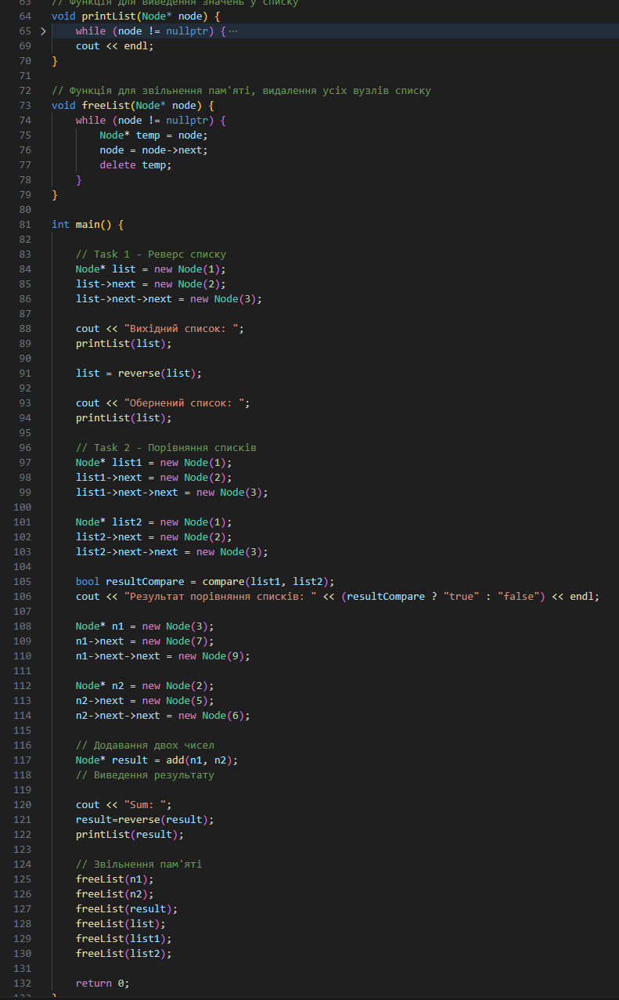 63 // Функція для виведення значень у списку
64 void printList(Node* node) {
65 while (node != nullptr) { ⋯
69 cout << endl;
70 }
71
72 // Функція для звільнення пам'яті, видалення усіх вузлів списку
73 void freeList(Node* node) {
74 while (node != nullptr) {
75 Node* temp = node;
76 node = node->next;
77 delete temp;
78 }
79 }
80
81 int main() {
82
83 // Task 1 - Реверс списку
84 Node* list = new Node(1);
85 list->next = new Node(2);
86 list->next->next = new Node(3);
87
88 cout << "Вихідний список: ";
89 printList(list);
90
91 list = reverse(list);
92
93 cout << "Обернений список: ";
94 printList(list);
95
96 // Task 2 - Порівняння списків
97 Node* list1 = new Node(1);
98 list1->next = new Node(2);
99 list1->next->next = new Node(3);
100
101 Node* list2 = new Node(1);
102 list2->next = new Node(2);
103 list2->next->next = new Node(3);
104
105 bool resultCompare = compare(list1, list2);
106 cout << "Результат порівняння списків: " << (resultCompare ? "true" : "false") << endl;
107
108 Node* n1 = new Node(3);
109 n1->next = new Node(7);
110 n1->next->next = new Node(9);
111
112 Node* n2 = new Node(2);
113 n2->next = new Node(5);
114 n2->next->next = new Node(6);
115
116 // Додавання двох чисел
117 Node* result = add(n1, n2);
118 // Виведення результату
119
120 cout << "Sum: ";
121 result=reverse(result);
122 printList(result);
123
124 // Звільнення пам'яті
125 freeList(n1);
126 freeList(n2);
127 freeList(result);
128 freeList(list);
129 freeList(list1);
130 freeList(list2);
131
132 return 0;
133 }